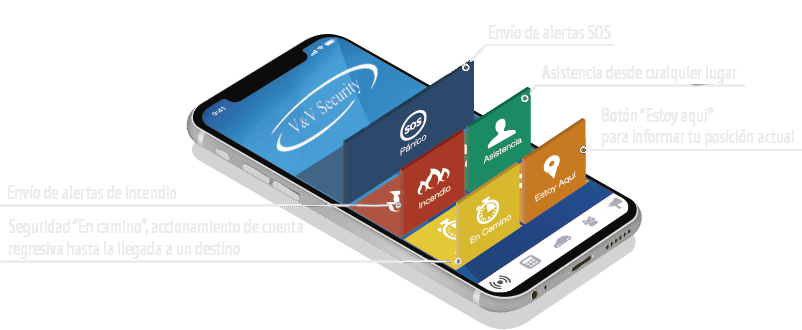 Envío de alertas SOS
Asistencia desde cualquier lugar
Botón "Estoy aquí"
para informar tu posición actual
9:41
V&V Security
SOS
Pánico
Asistencia
Incendio
Estoy Aquí
En Camino
Envío de alertas de incendio
Seguridad "En camino", accionamiento de cuenta
regresiva hasta la llegada a un destino